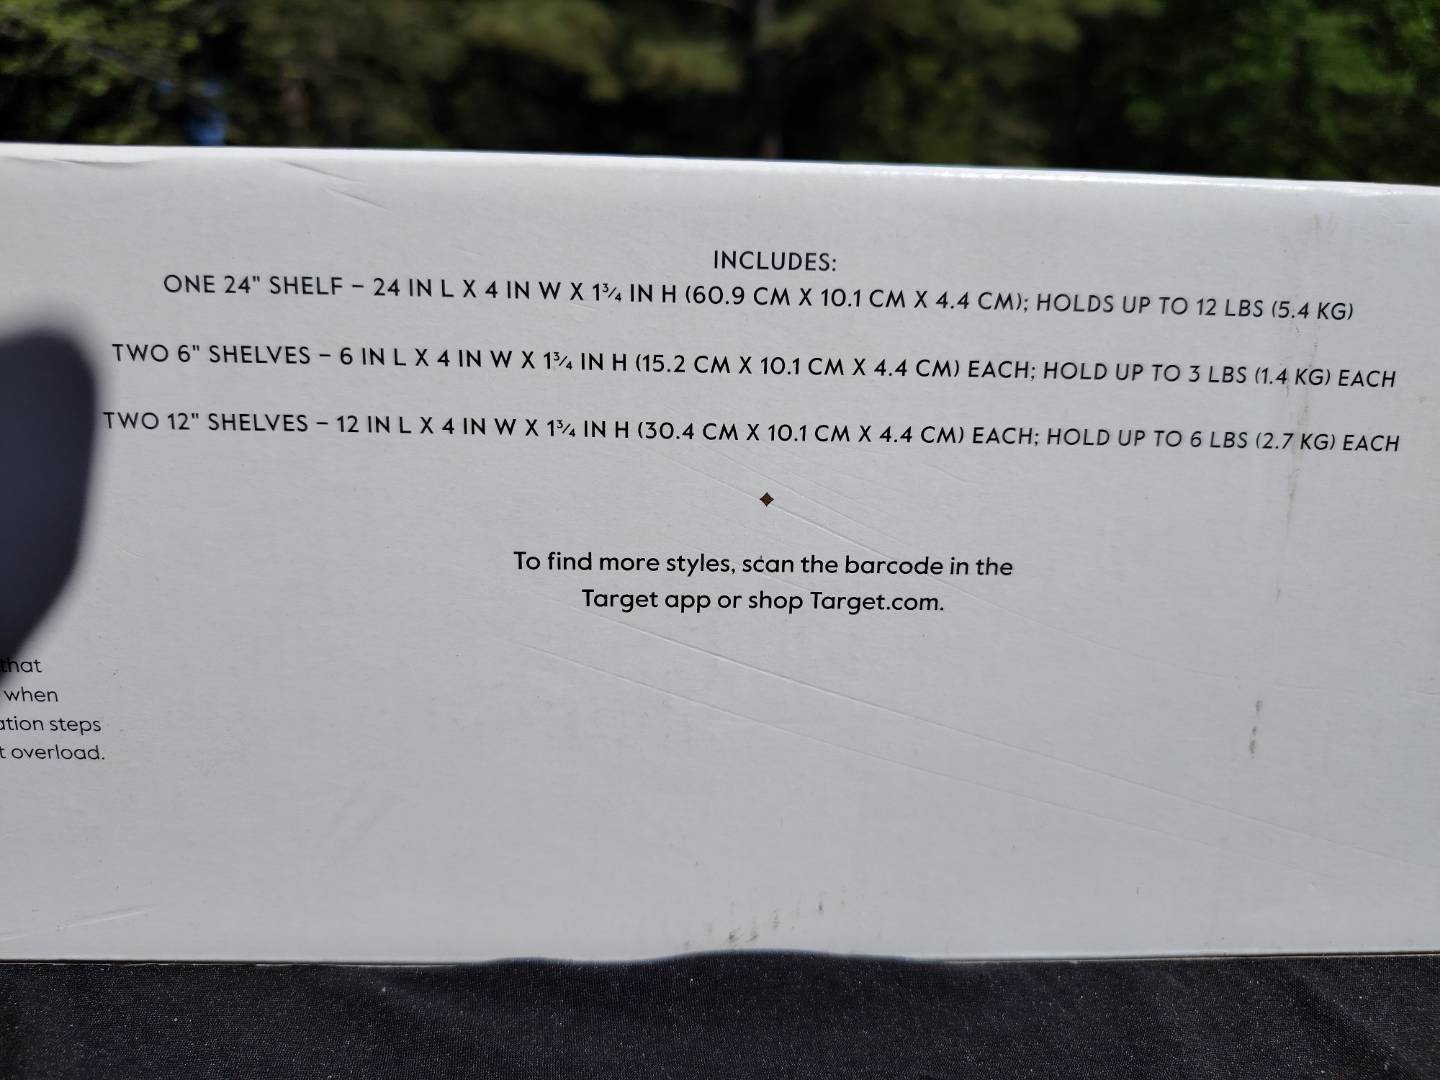 INCLUDES:
ONE 24" SHELF – 24 IN L X 4 IN W X 1¾ IN H (60.9 CM X 10.1 CM X 4.4 CM); HOLDS UP TO 12 LBS (5.4 KG)
TWO 6" SHELVES – 6 IN L X 4 IN W X 1¾ IN H (15.2 CM X 10.1 CM X 4.4 CM) EACH; HOLD UP TO 3 LBS (1.4 KG) EACH
TWO 12" SHELVES – 12 IN L X 4 IN W X 1¾ IN H (30.4 CM X 10.1 CM X 4.4 CM) EACH; HOLD UP TO 6 LBS (2.7 KG) EACH
To find more styles, scan the barcode in the
Target app or shop Target.com.
that
when
steps
overload.